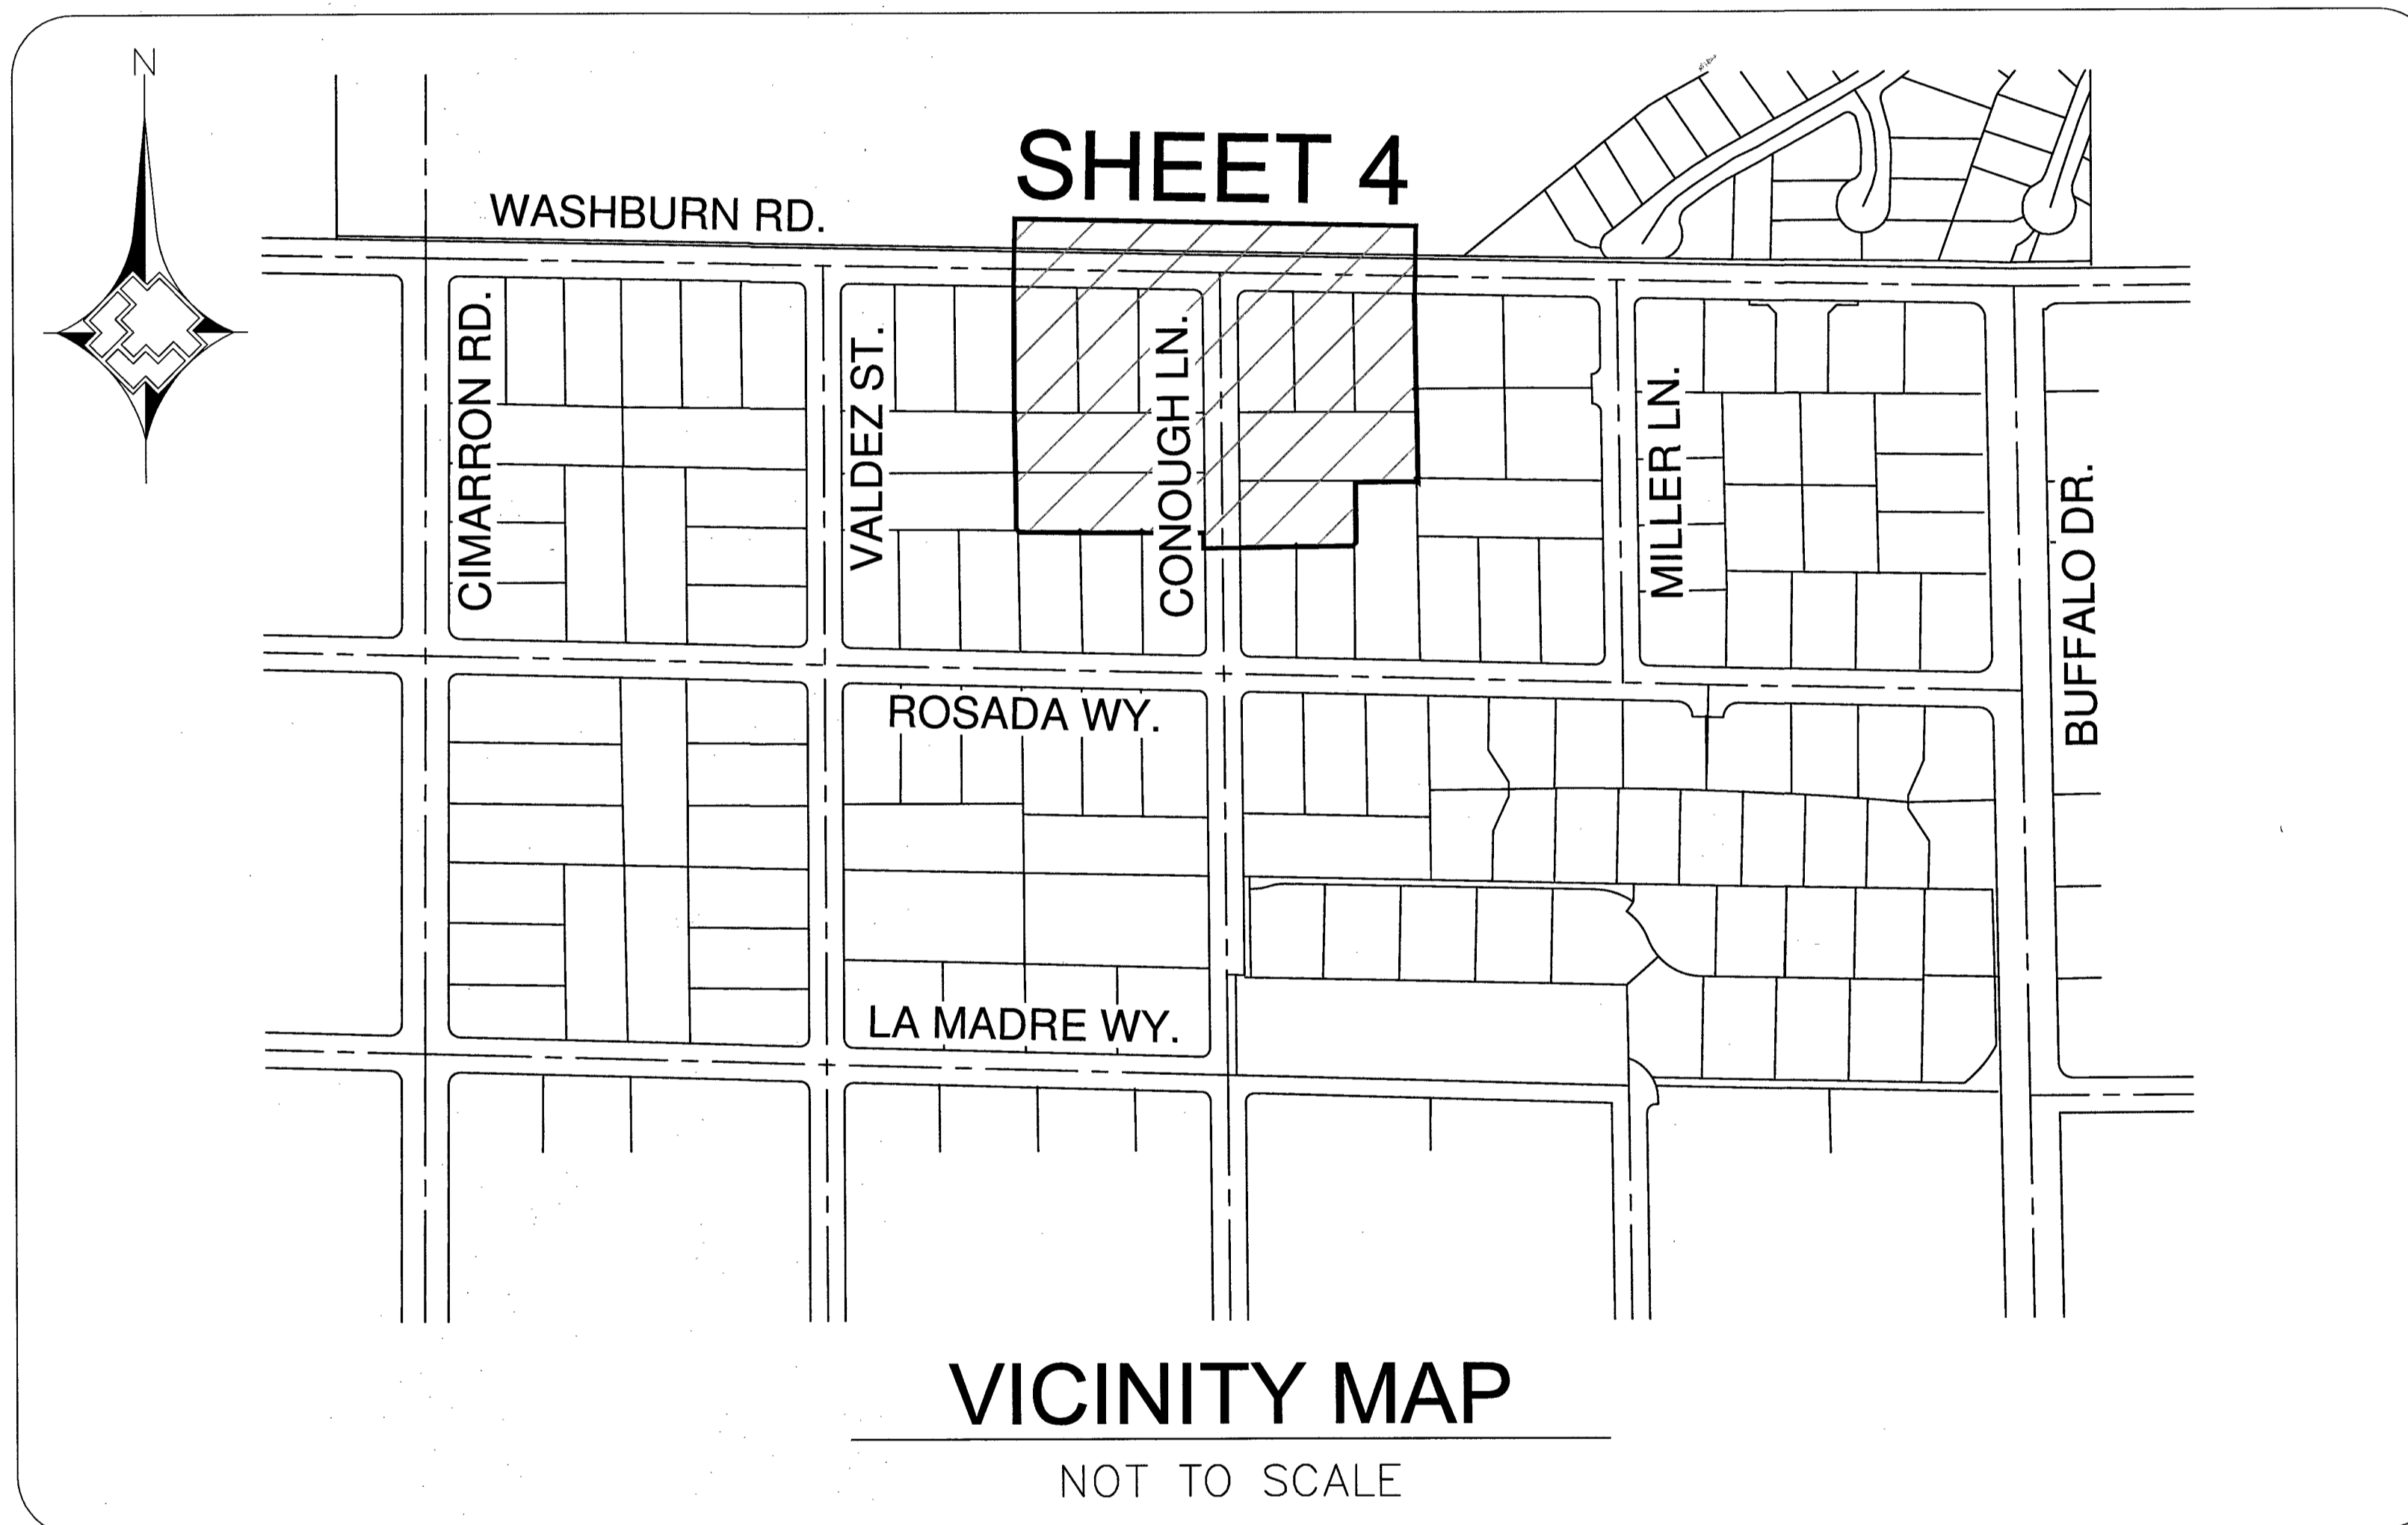 N
SHEET 4
WASHBURN RD.
CIMARRON RD.
VALDEZ ST.
CONOUGH LN.
MILLER LN.
BUFFALO DR.
ROSADA WY.
LA MADRE WY.
VICINITY MAP
NOT TO SCALE